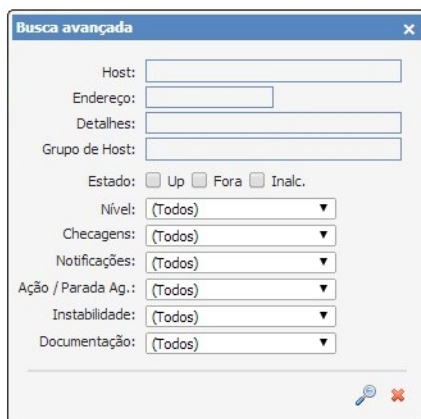 Busca avançada
Host:
Endereço:
Detalhes:
Grupo de Host:
Estado: Up Fora Inalc.
Nível: (Todos)
Checagens: (Todos)
Notificações: (Todos)
Ação / Parada Ag.: (Todos)
Instabilidade: (Todos)
Documentação: (Todos)